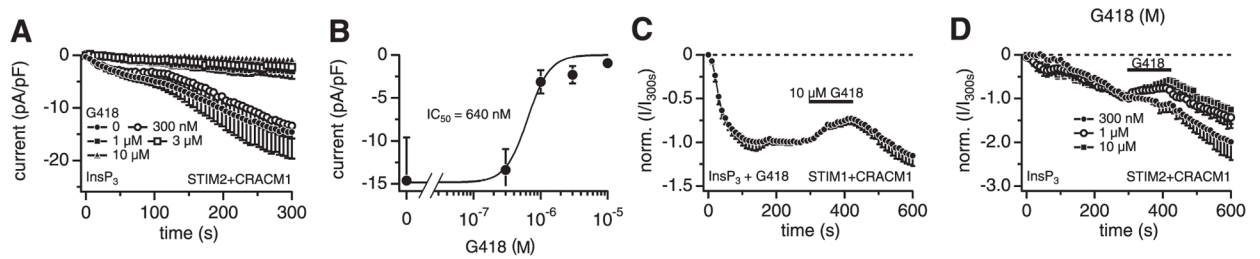 G418 (M)
A
current (pA/pF)
0
-10
-20
G418
0 300 nM
1 µM 3 µM
10 µM
InsP3 STIM2+CRACM1
0 100 200 300
time (s)
B
current (pA/pF)
0
-5
-10
-15
IC50 = 640 nM
0 10-7 10-6 10-5
G418 (M)
C
norm. (I/I300s)
0
-0.5
-1.0
-1.5
10 µM G418
InsP3 + G418 STIM1+CRACM1
0 200 400 600
time (s)
D
norm. (I/I300s)
0
-1.0
-2.0
-3.0
G418
300 nM
1 µM
10 µM
InsP3 STIM2+CRACM1
0 200 400 600
time (s)